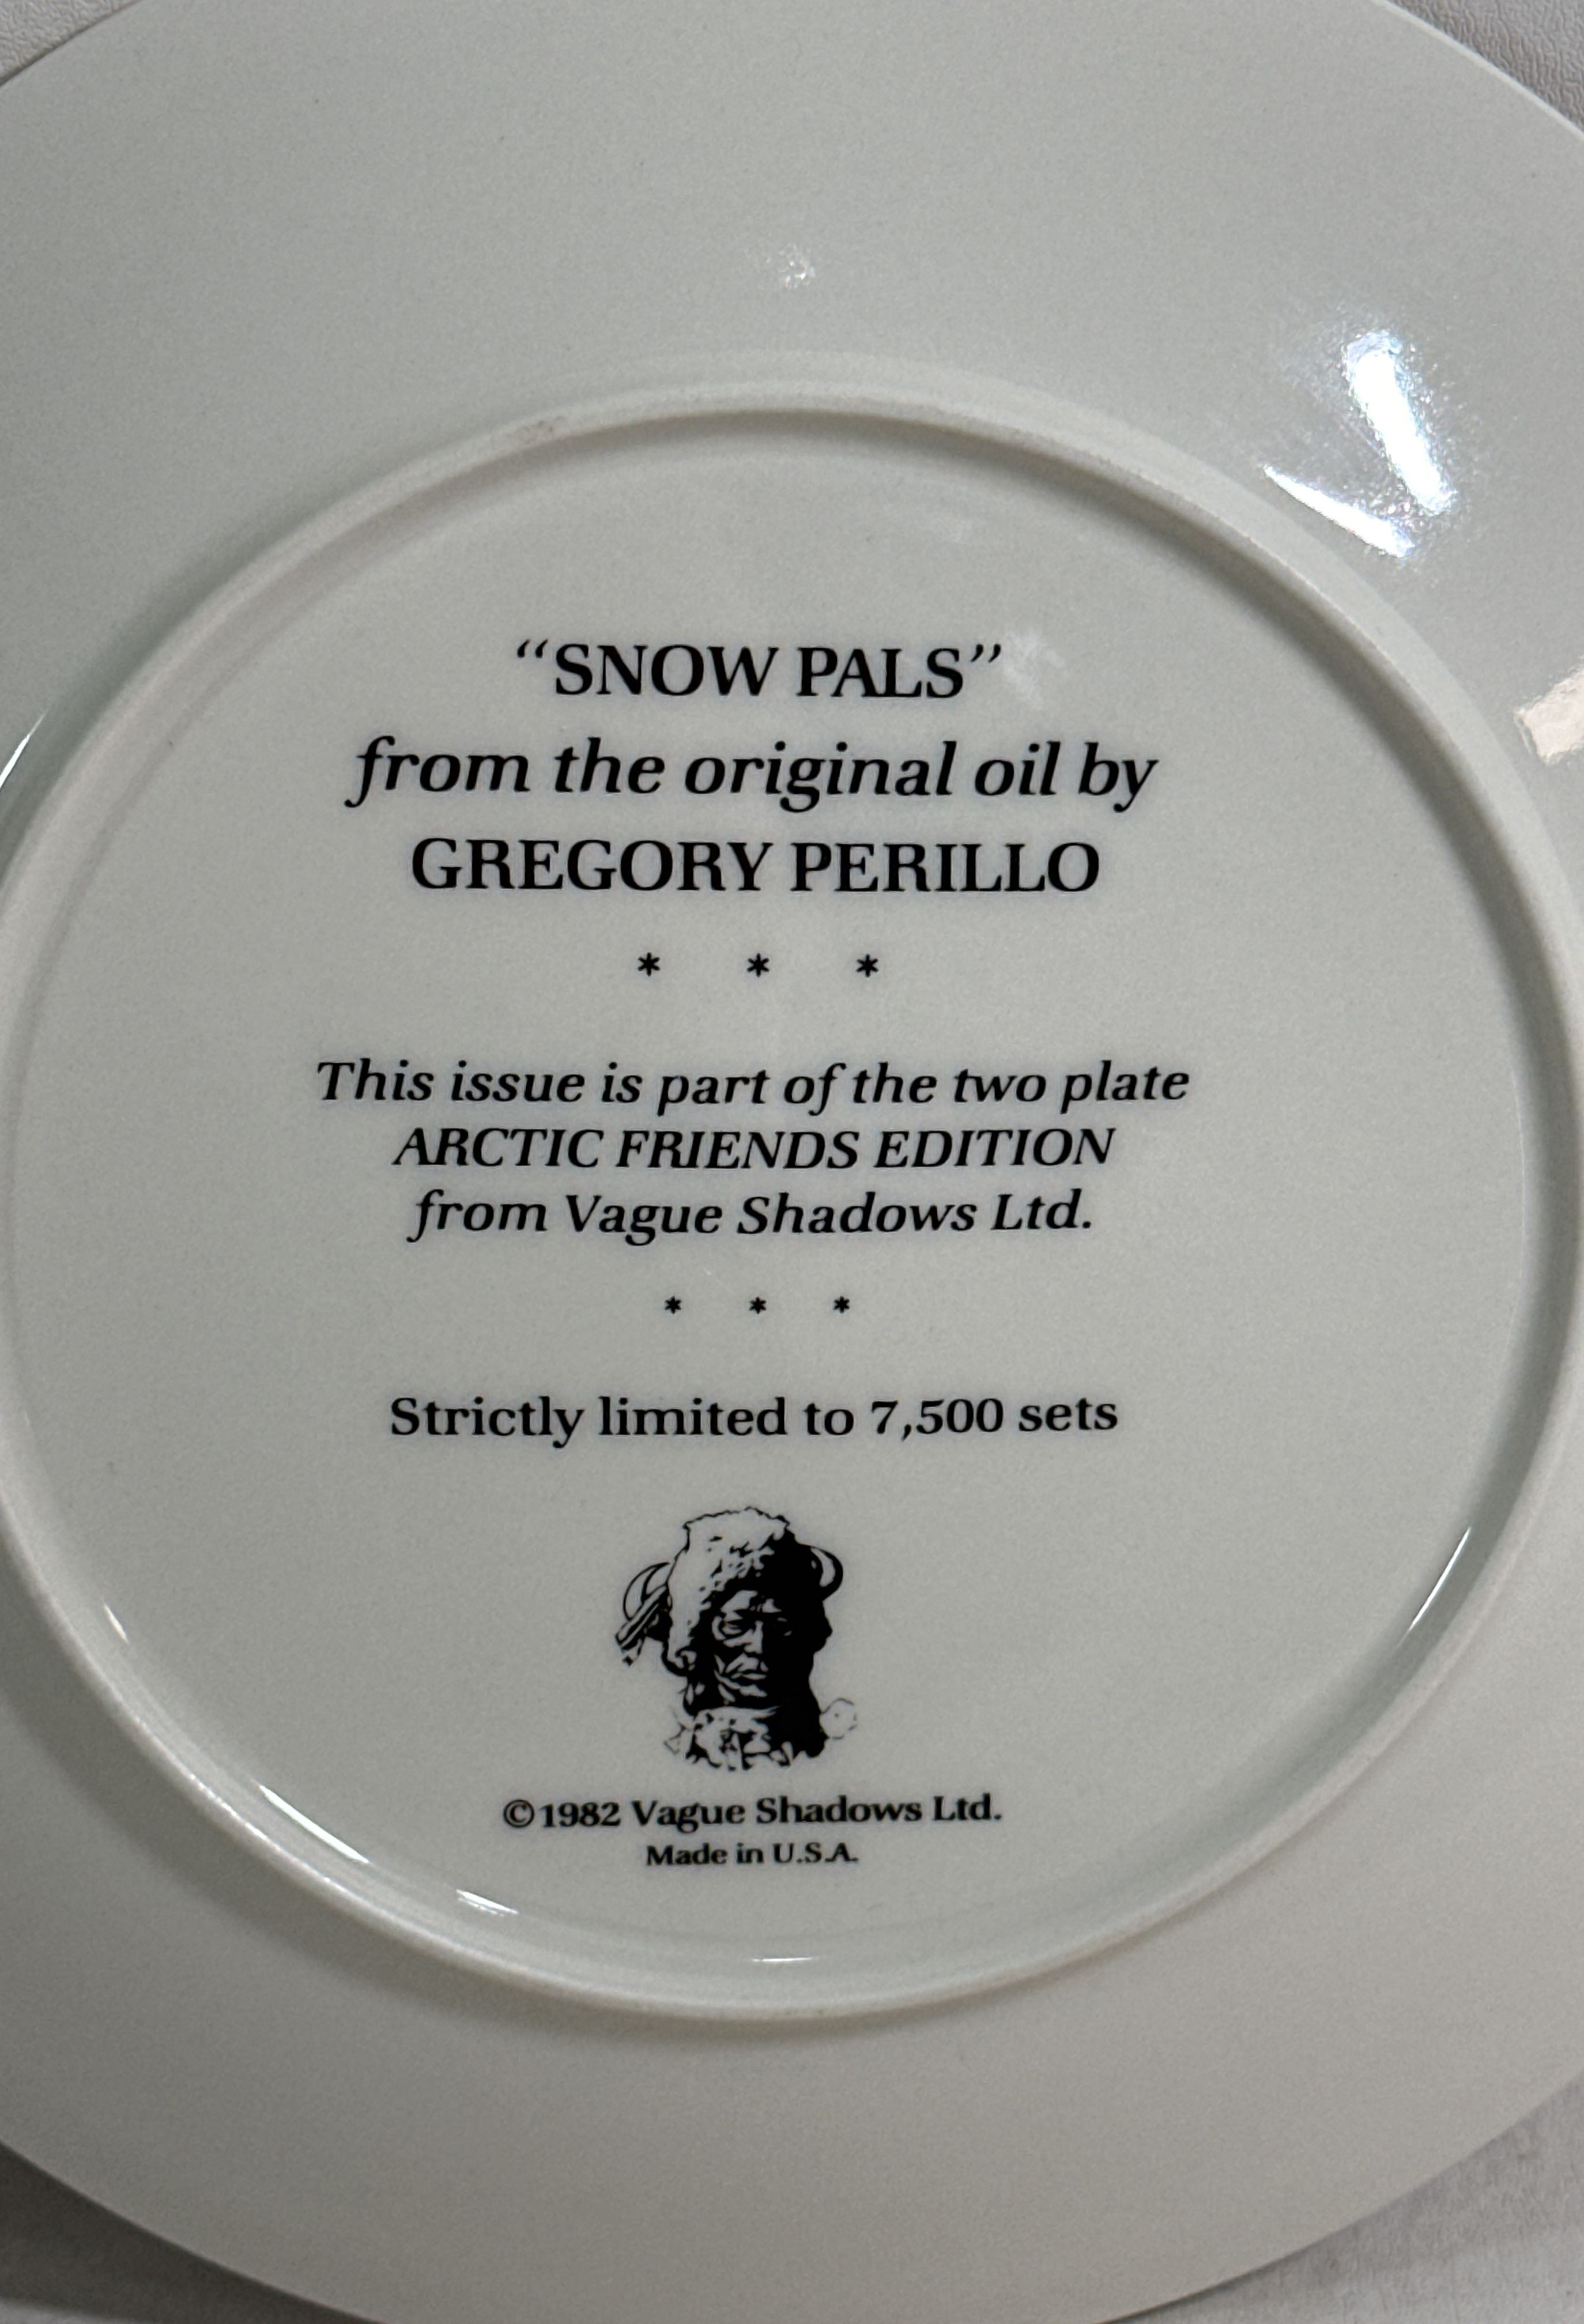 “SNOW PALS”
from the original oil by
GREGORY PERILLO
* * *
This issue is part of the two plate
ARCTIC FRIENDS EDITION
from Vague Shadows Ltd.
* * *
Strictly limited to 7,500 sets
©1982 Vague Shadows Ltd.
Made in U.S.A.